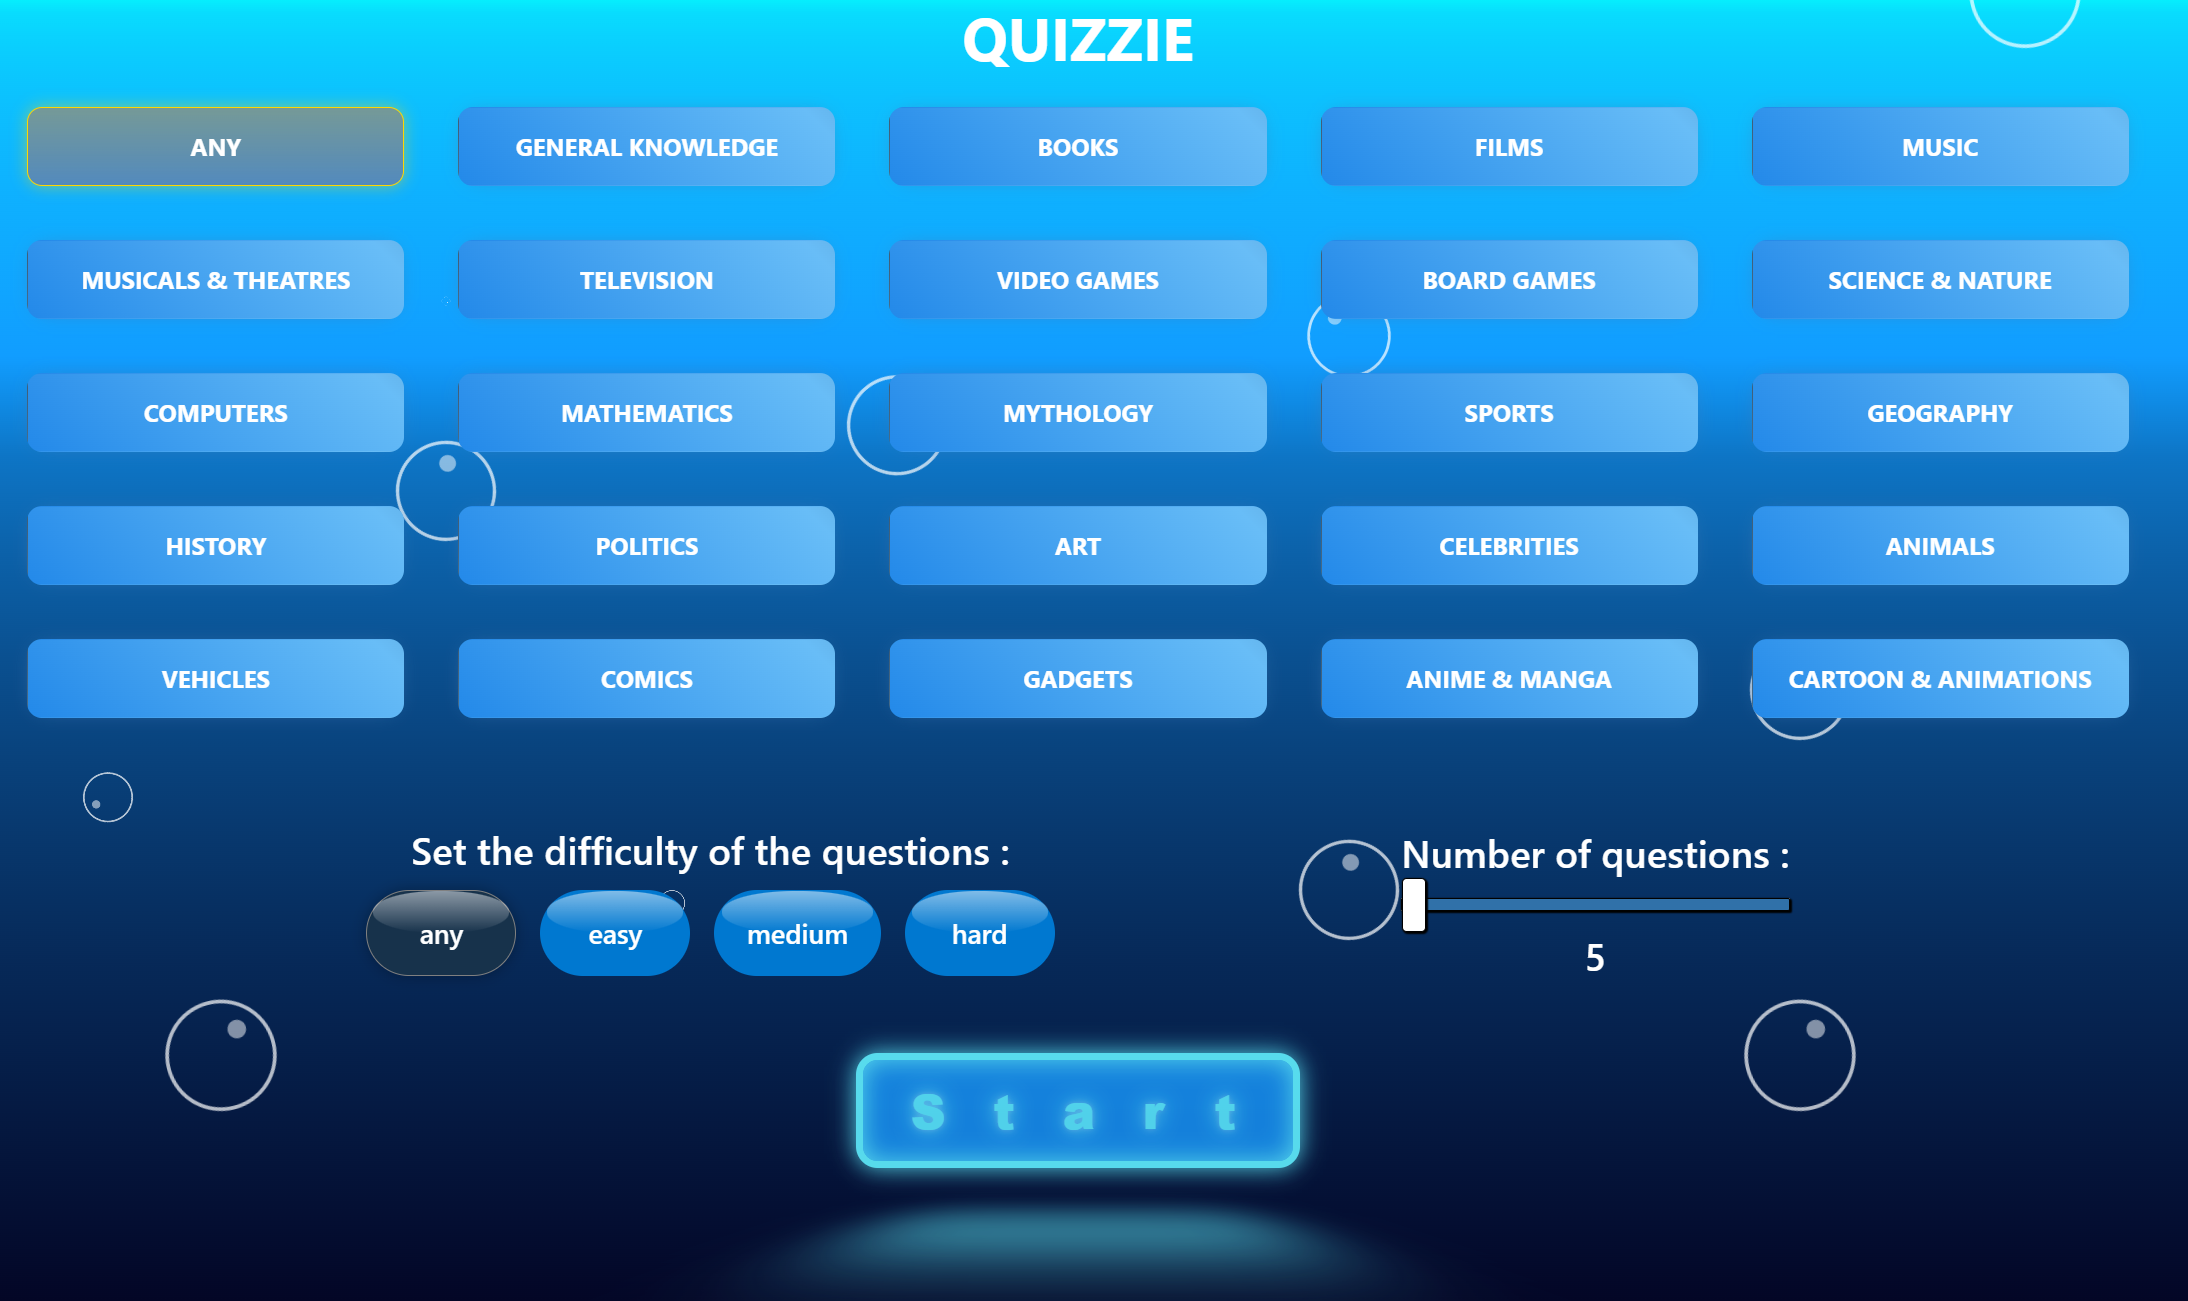 QUIZZIE
ANY
GENERAL KNOWLEDGE
BOOKS
FILMS
MUSIC
MUSICALS & THEATRES
TELEVISION
VIDEO GAMES
BOARD GAMES
SCIENCE & NATURE
COMPUTERS
MATHEMATICS
MYTHOLOGY
SPORTS
GEOGRAPHY
HISTORY
POLITICS
ART
CELEBRITIES
ANIMALS
VEHICLES
COMICS
GADGETS
ANIME & MANGA
CARTOON & ANIMATIONS
Set the difficulty of the questions :
any
easy
medium
hard
Number of questions :
5
Start